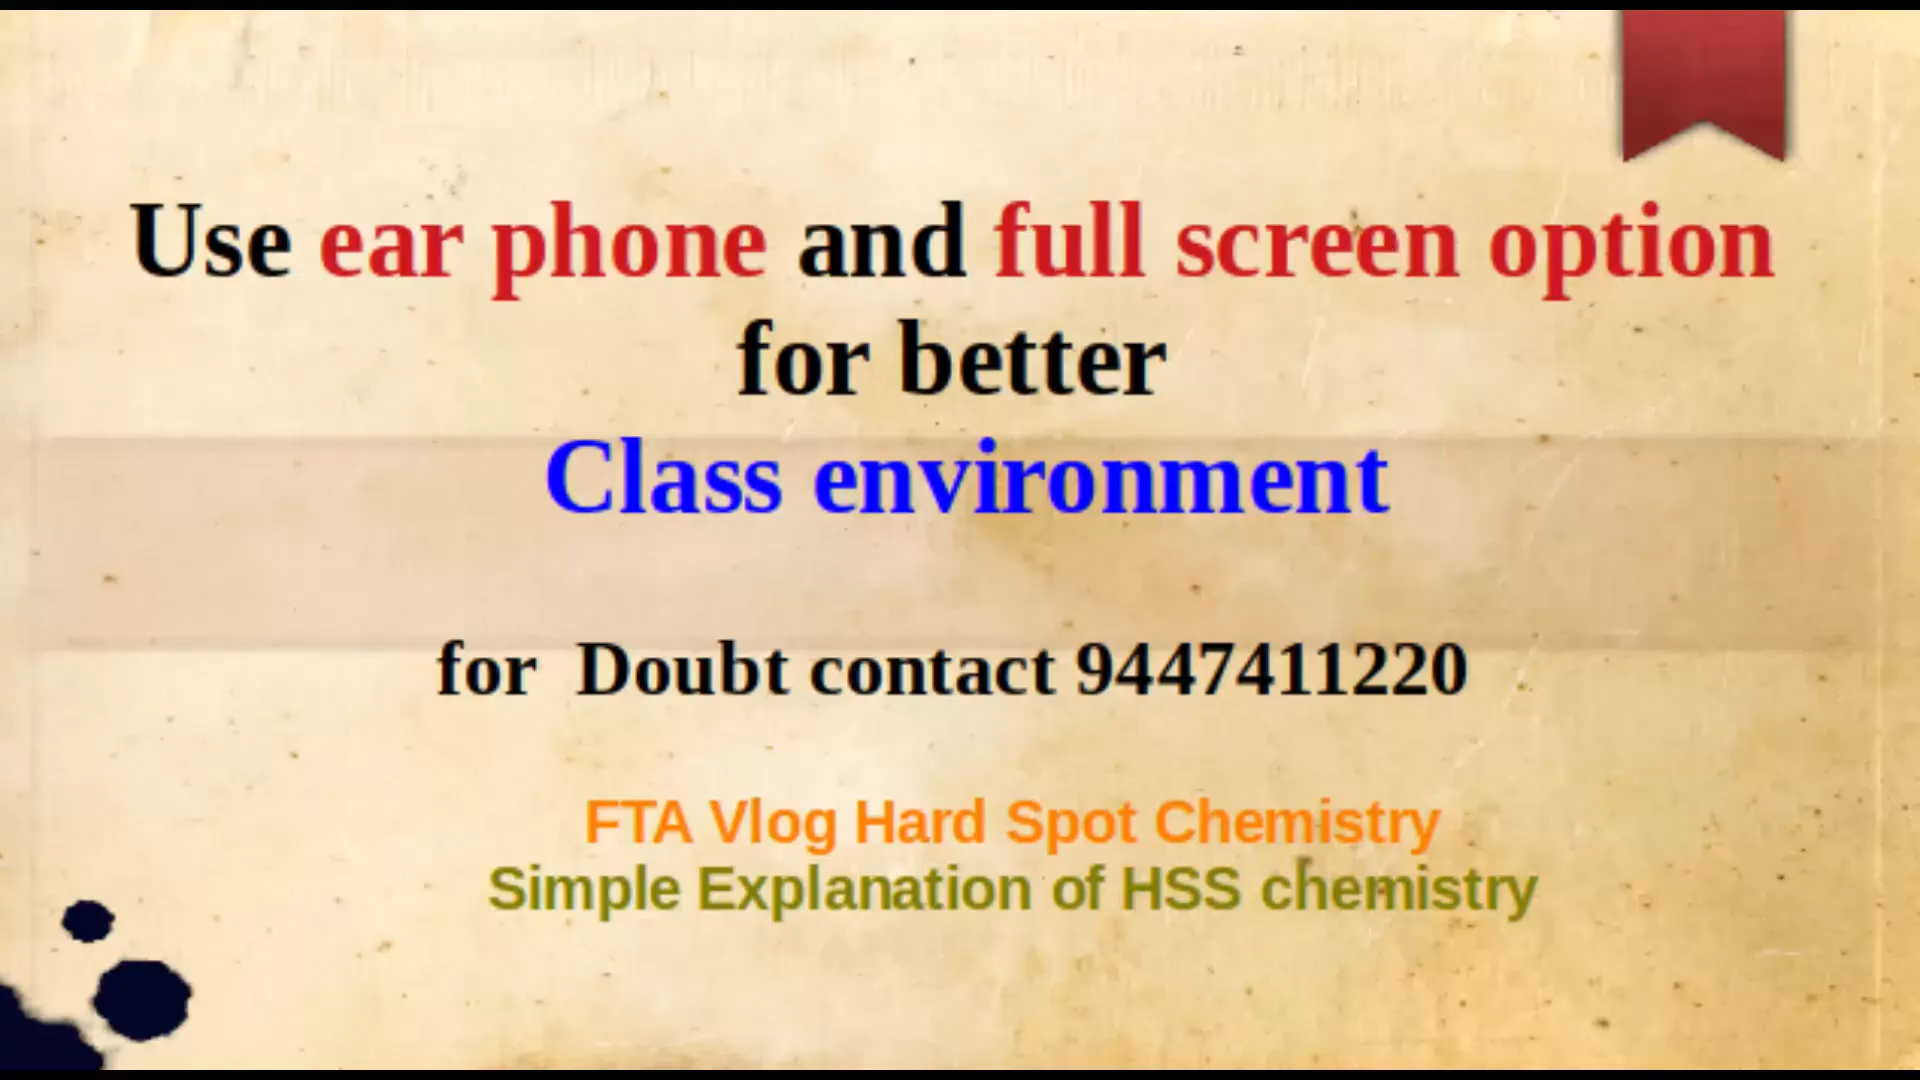 Use ear phone and full screen option
for better
Class environment
for Doubt contact 9447411220
FTA Vlog Hard Spot Chemistry
Simple Explanation of HSS chemistry